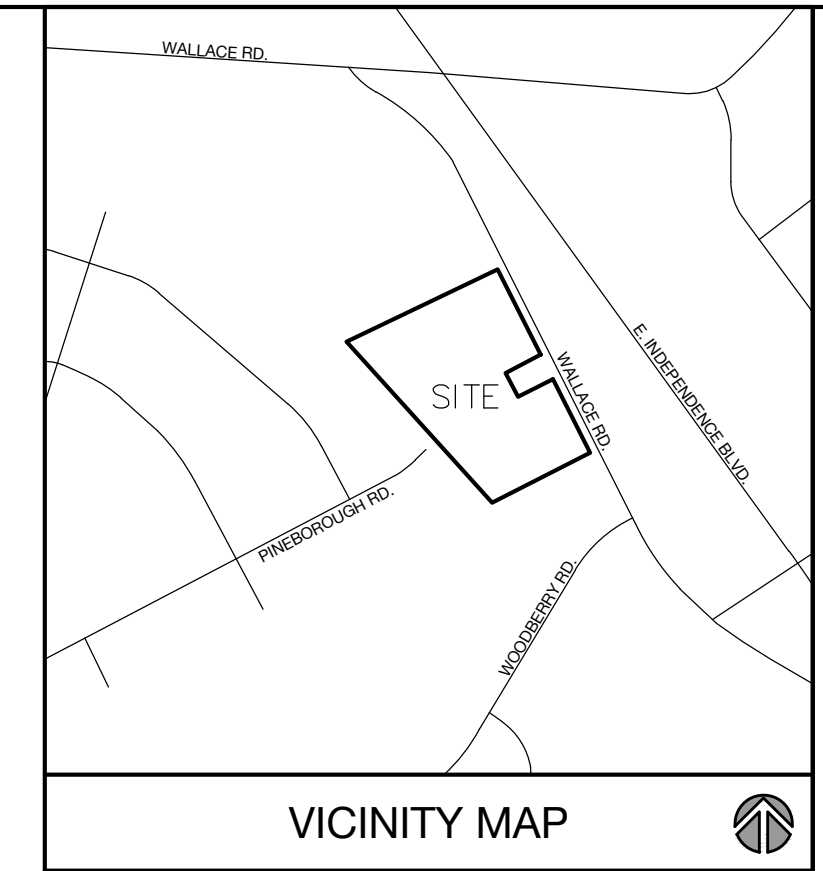 WALLACE RD.
E. INDEPENDENCE BLVD.
WALLACE RD.
SITE
PINEBOROUGH RD.
WOODBERRY RD.
VICINITY MAP